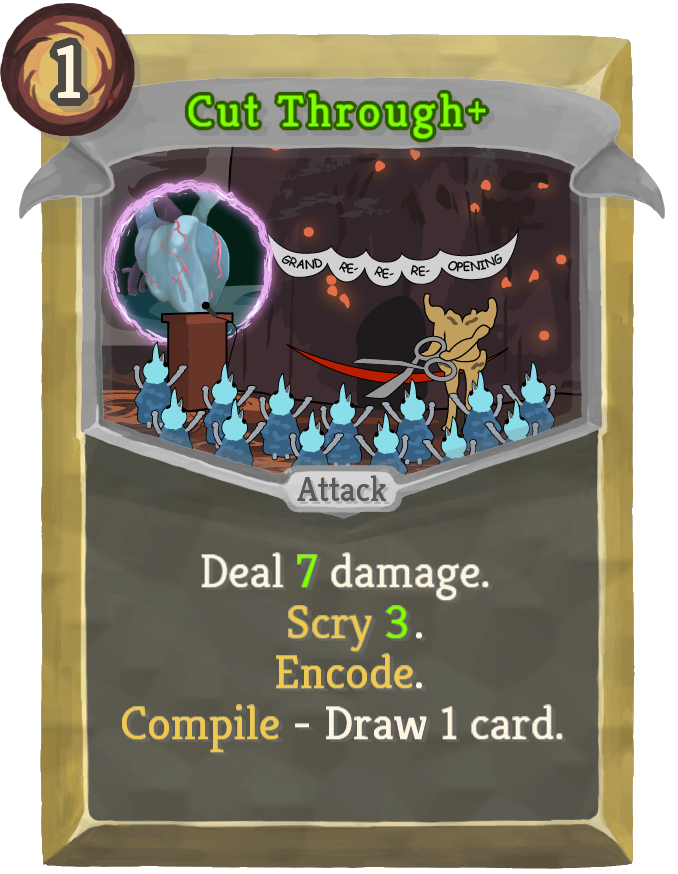 1
Cut Through+
GRAND RE- RE- RE- OPENING
Attack
Deal 7 damage.
Scry 3.
Encode.
Compile - Draw 1 card.